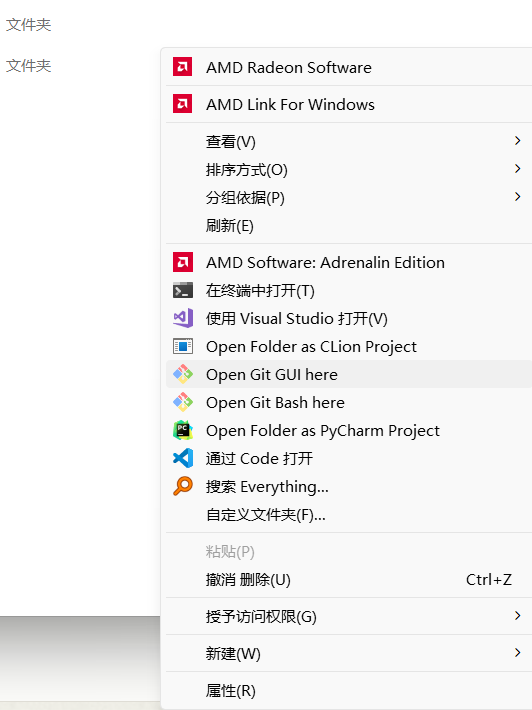 文件夹
文件夹
AMD Radeon Software
AMD Link For Windows
查看(V)
排序方式(O)
分组依据(P)
刷新(E)
AMD Software: Adrenalin Edition
在终端中打开(T)
使用 Visual Studio 打开(V)
Open Folder as CLion Project
Open Git GUI here
Open Git Bash here
Open Folder as PyCharm Project
通过 Code 打开
搜索 Everything...
自定义文件夹(F)...
粘贴(P)
撤消 删除(U) Ctrl+Z
授予访问权限(G)
新建(W)
属性(R)